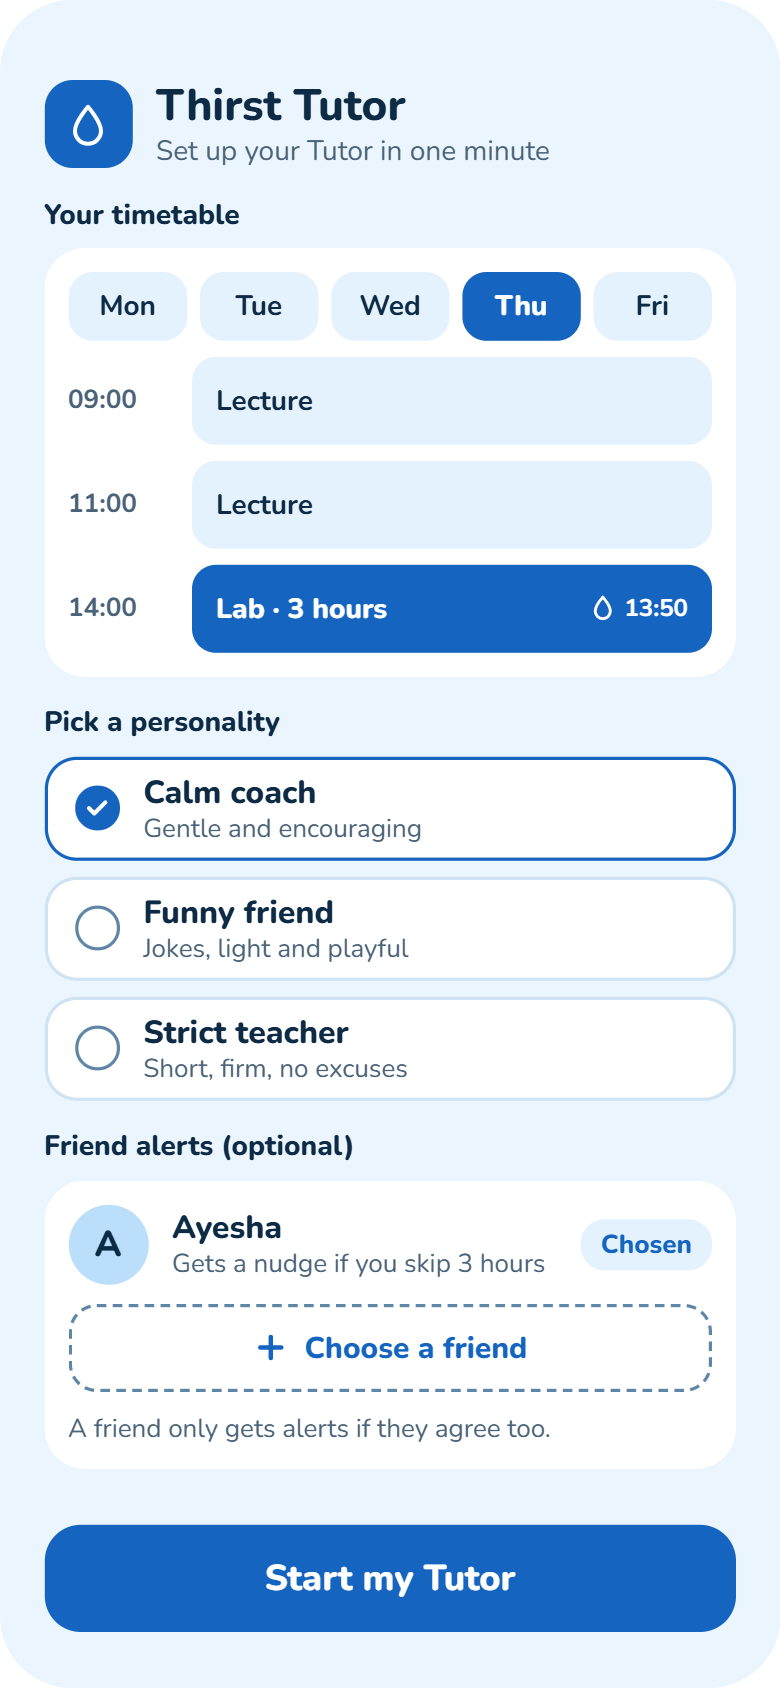 Thirst Tutor
Set up your Tutor in one minute
Your timetable
Mon Tue Wed Thu Fri
09:00 Lecture
11:00 Lecture
14:00 Lab · 3 hours 13:50
Pick a personality
Calm coach
Gentle and encouraging
Funny friend
Jokes, light and playful
Strict teacher
Short, firm, no excuses
Friend alerts (optional)
A
Ayesha
Gets a nudge if you skip 3 hours
Chosen
+ Choose a friend
A friend only gets alerts if they agree too.
Start my Tutor